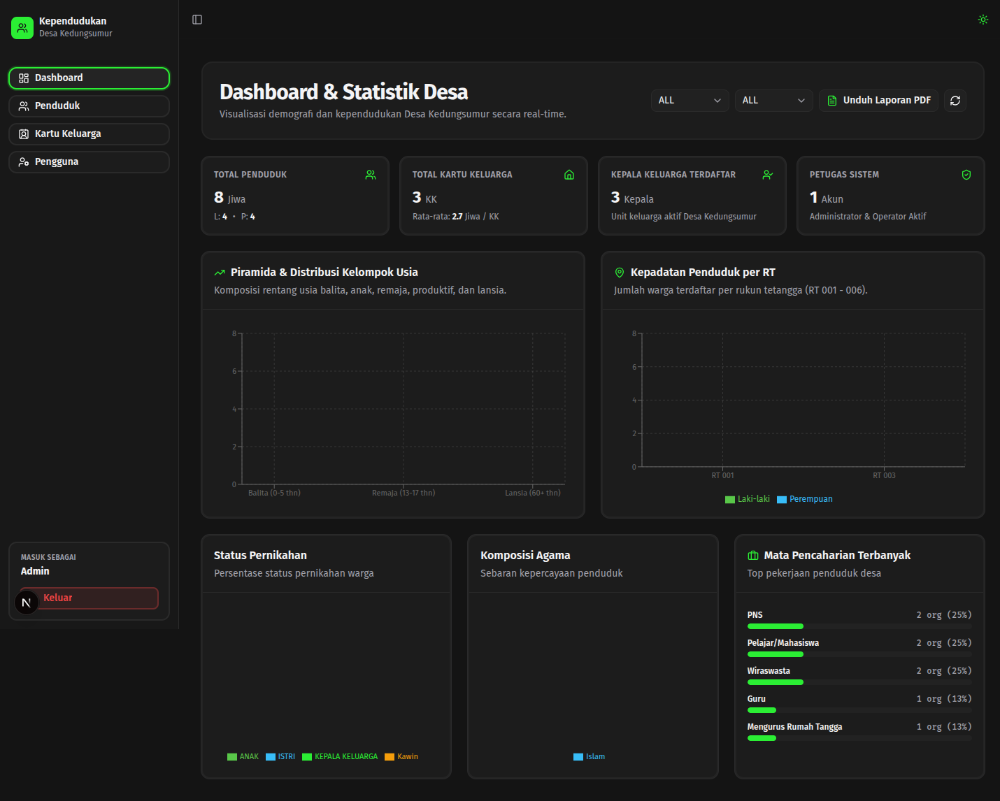 Kependudukan
Desa Kedungsumur
Dashboard
Penduduk
Kartu Keluarga
Pengguna
MASUK SEBAGAI
Admin
N
Keluar
Dashboard & Statistik Desa
Visualisasi demografi dan kependudukan Desa Kedungsumur secara real-time.
ALL
ALL
Unduh Laporan PDF
TOTAL PENDUDUK
8 Jiwa
L: 4 • P: 4
TOTAL KARTU KELUARGA
3 KK
Rata-rata: 2.7 Jiwa / KK
KEPALA KELUARGA TERDAFTAR
3 Kepala
Unit keluarga aktif Desa Kedungsumur
PETUGAS SISTEM
1 Akun
Administrator & Operator Aktif
Piramida & Distribusi Kelompok Usia
Komposisi rentang usia balita, anak, remaja, produktif, dan lansia.
8
6
4
2
0
Balita (0-5 thn)
Remaja (13-17 thn)
Lansia (60+ thn)
Kepadatan Penduduk per RT
Jumlah warga terdaftar per rukun tetangga (RT 001 - 006).
8
6
4
2
0
RT 001
RT 003
Laki-laki
Perempuan
Status Pernikahan
Persentase status pernikahan warga
ANAK
ISTRI
KEPALA KELUARGA
Kawin
Komposisi Agama
Sebaran kepercayaan penduduk
Islam
Mata Pencaharian Terbanyak
Top pekerjaan penduduk desa
PNS 2 org (25%)
Pelajar/Mahasiswa 2 org (25%)
Wiraswasta 2 org (25%)
Guru 1 org (13%)
Mengurus Rumah Tangga 1 org (13%)